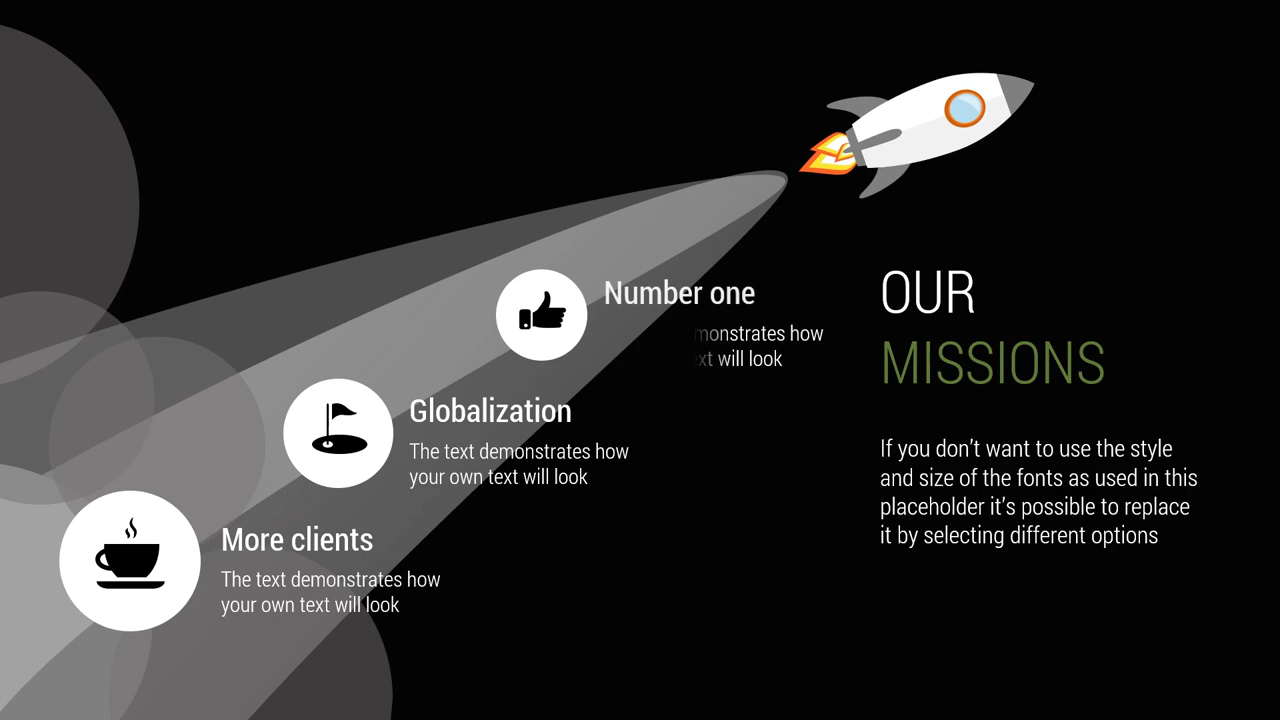 OUR
MISSIONS
If you don’t want to use the style
and size of the fonts as used in this
placeholder it’s possible to replace
it by selecting different options
Number one
how
will look
Globalization
The text demonstrates how
your own text will look
More clients
The text demonstrates how
your own text will look